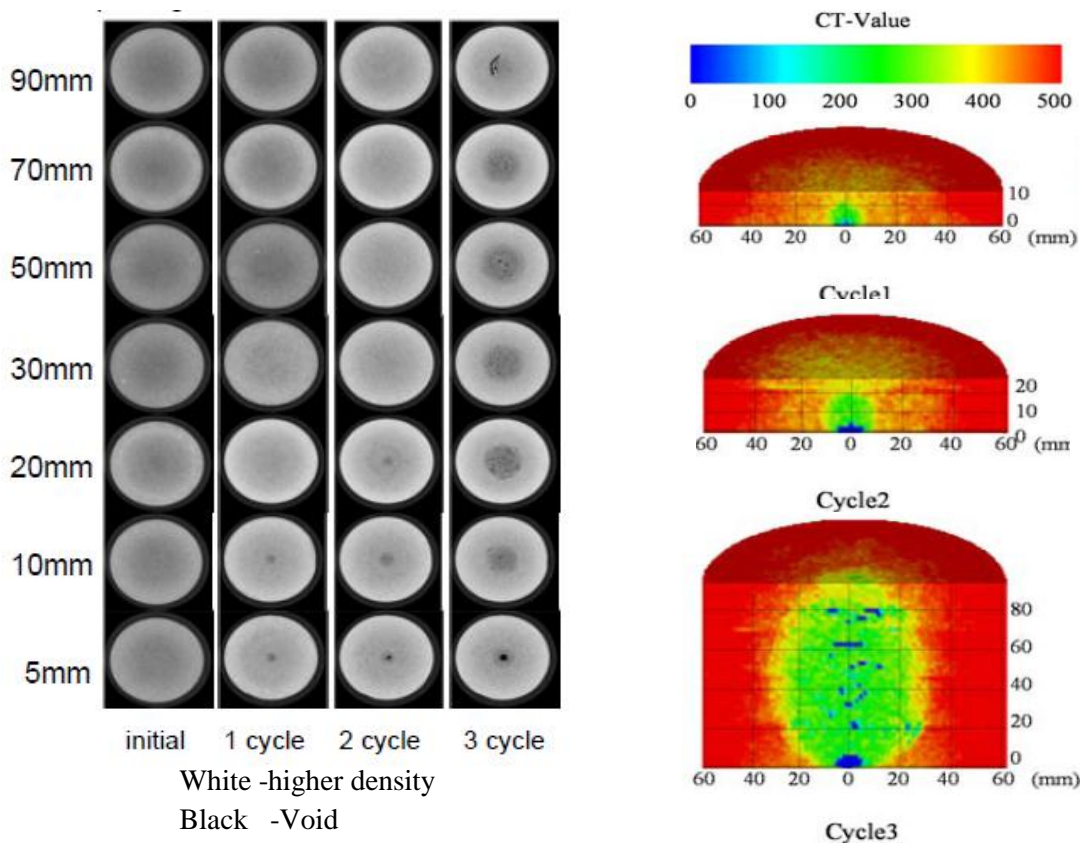 90mm
70mm
50mm
30mm
20mm
10mm
5mm
initial 1 cycle 2 cycle 3 cycle
White -higher density
Black -Void
CT-Value
0 100 200 300 400 500
10
0
60 40 20 0 20 40 60 (mm)
Cycle1
20
10
0
60 40 20 0 20 40 60 (mm
Cycle2
80
60
40
20
0
60 40 20 0 20 40 60 (mm)
Cycle3